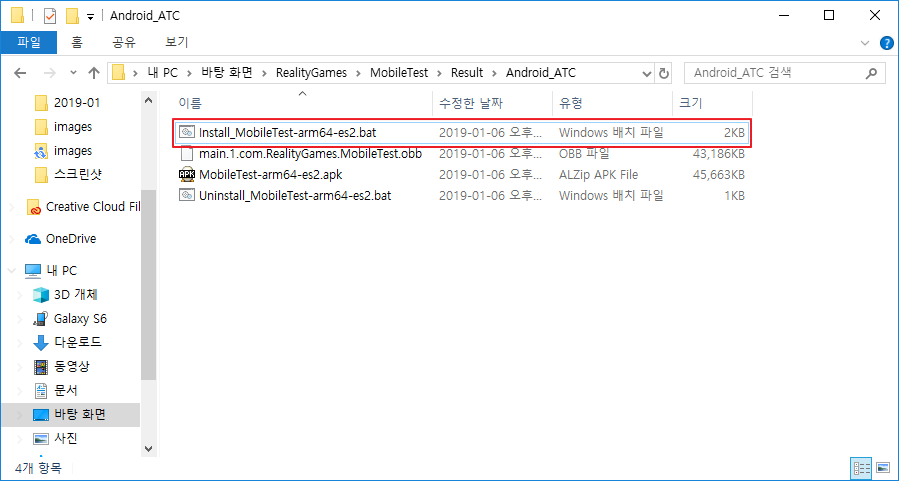 Android_ATC
파일 홈 공유 보기
내 PC 바탕 화면 RealityGames MobileTest Result Android_ATC
Android_ATC 검색
2019-01
images
images
스크린샷
Creative Cloud Fil
OneDrive
내 PC
3D 개체
Galaxy S6
다운로드
동영상
문서
바탕 화면
사진
이름 수정한 날짜 유형 크기
Install_MobileTest-arm64-es2.bat 2019-01-06 오후... Windows 배치 파일 2KB
main.1.com.RealityGames.MobileTest.obb 2019-01-06 오후... OBB 파일 43,186KB
MobileTest-arm64-es2.apk 2019-01-06 오후... ALZip APK File 45,663KB
Uninstall_MobileTest-arm64-es2.bat 2019-01-06 오후... Windows 배치 파일 1KB
4개 항목